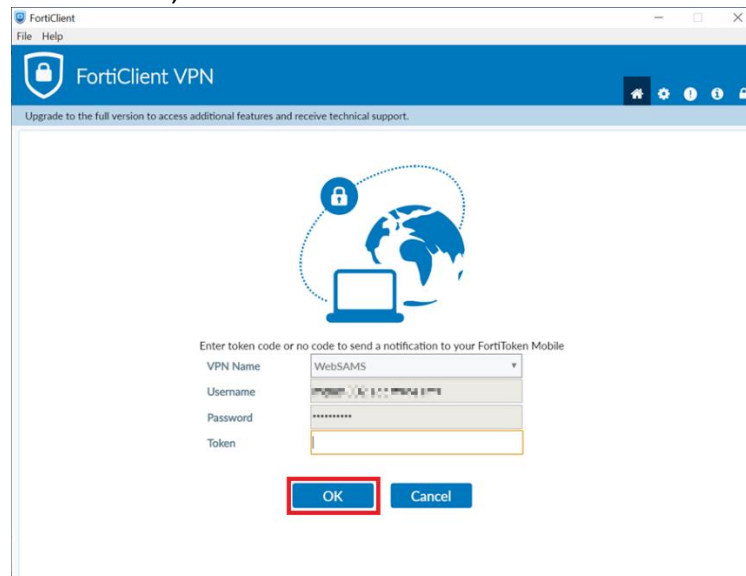 FortiClient
File Help
FortiClient VPN
Upgrade to the full version to access additional features and receive technical support.
Enter token code or no code to send a notification to your FortiToken Mobile
VPN Name WebSAMS
Username
Password ••••••••••
Token
OK Cancel